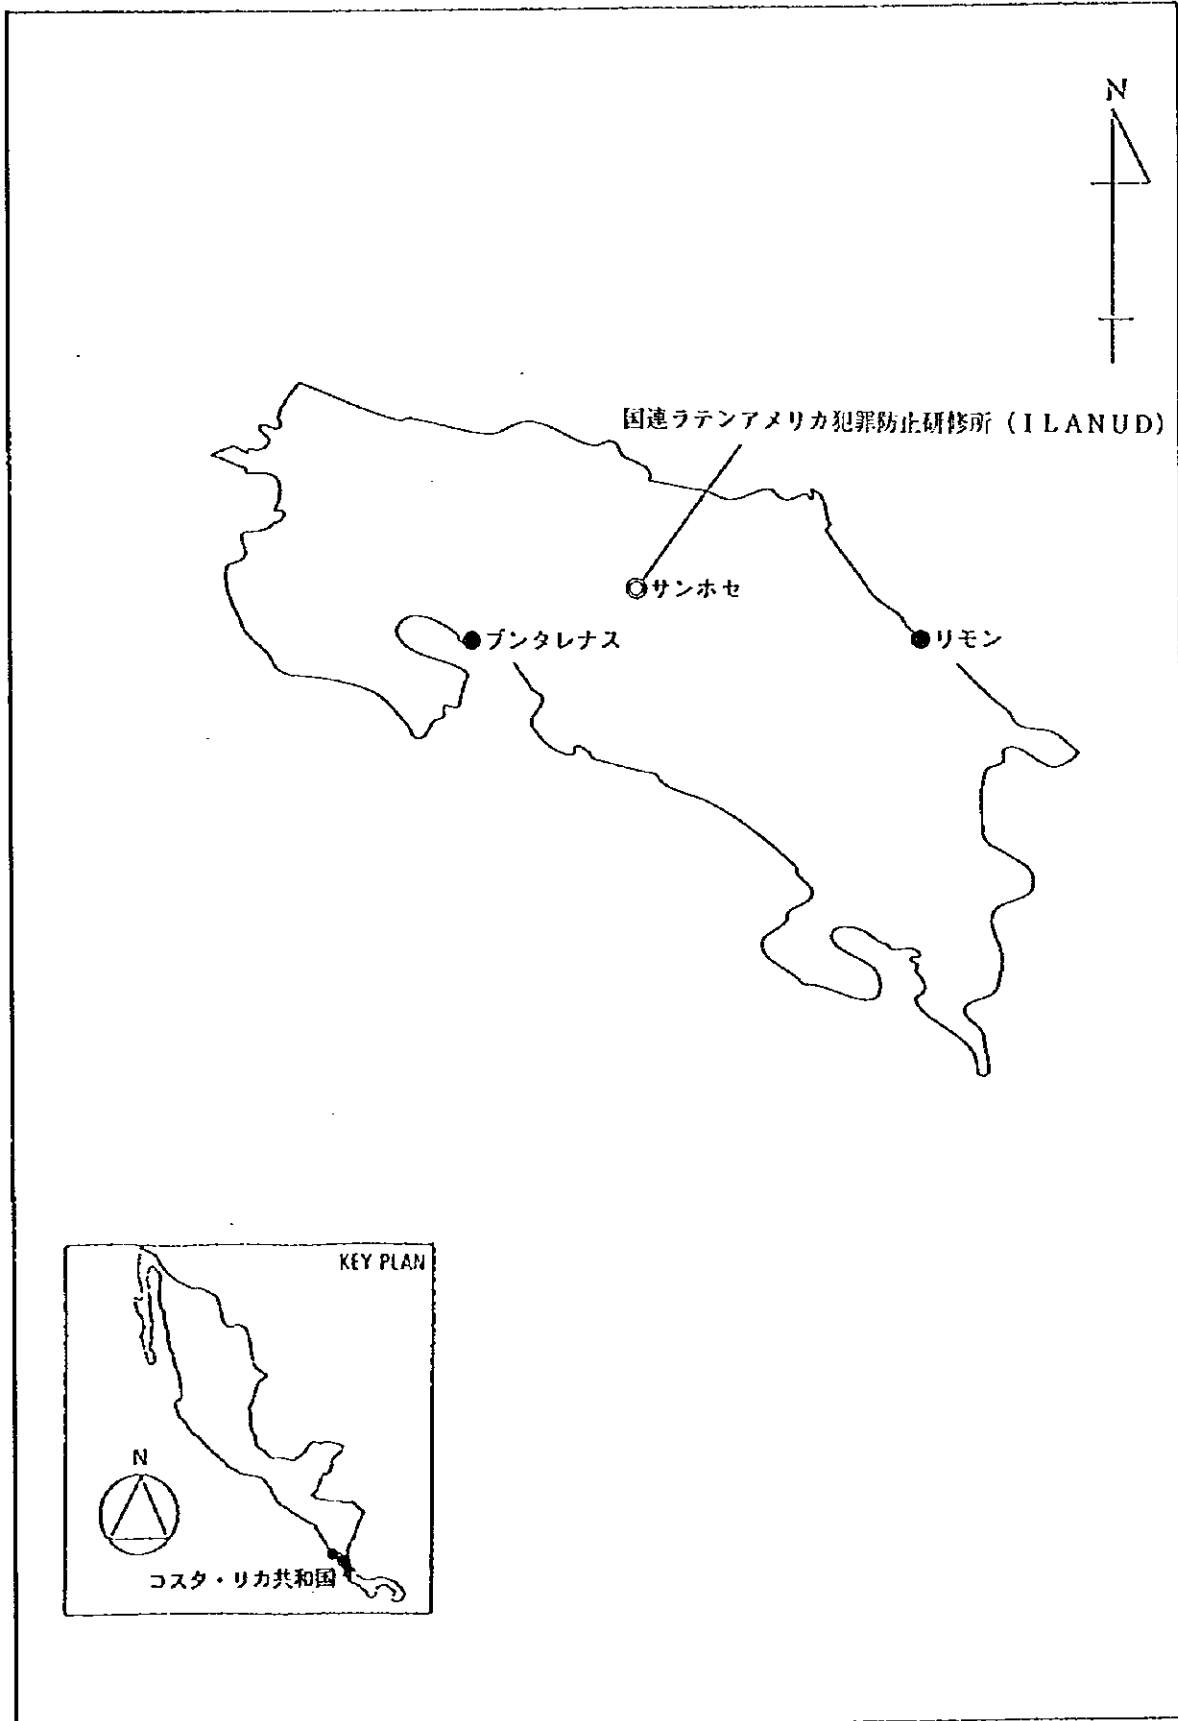 N
国連ラテンアメリカ犯罪防止研修所（ILANUD）
サンホセ
プンタレナス
リモン
KEY PLAN
N
コスタ・リカ共和国